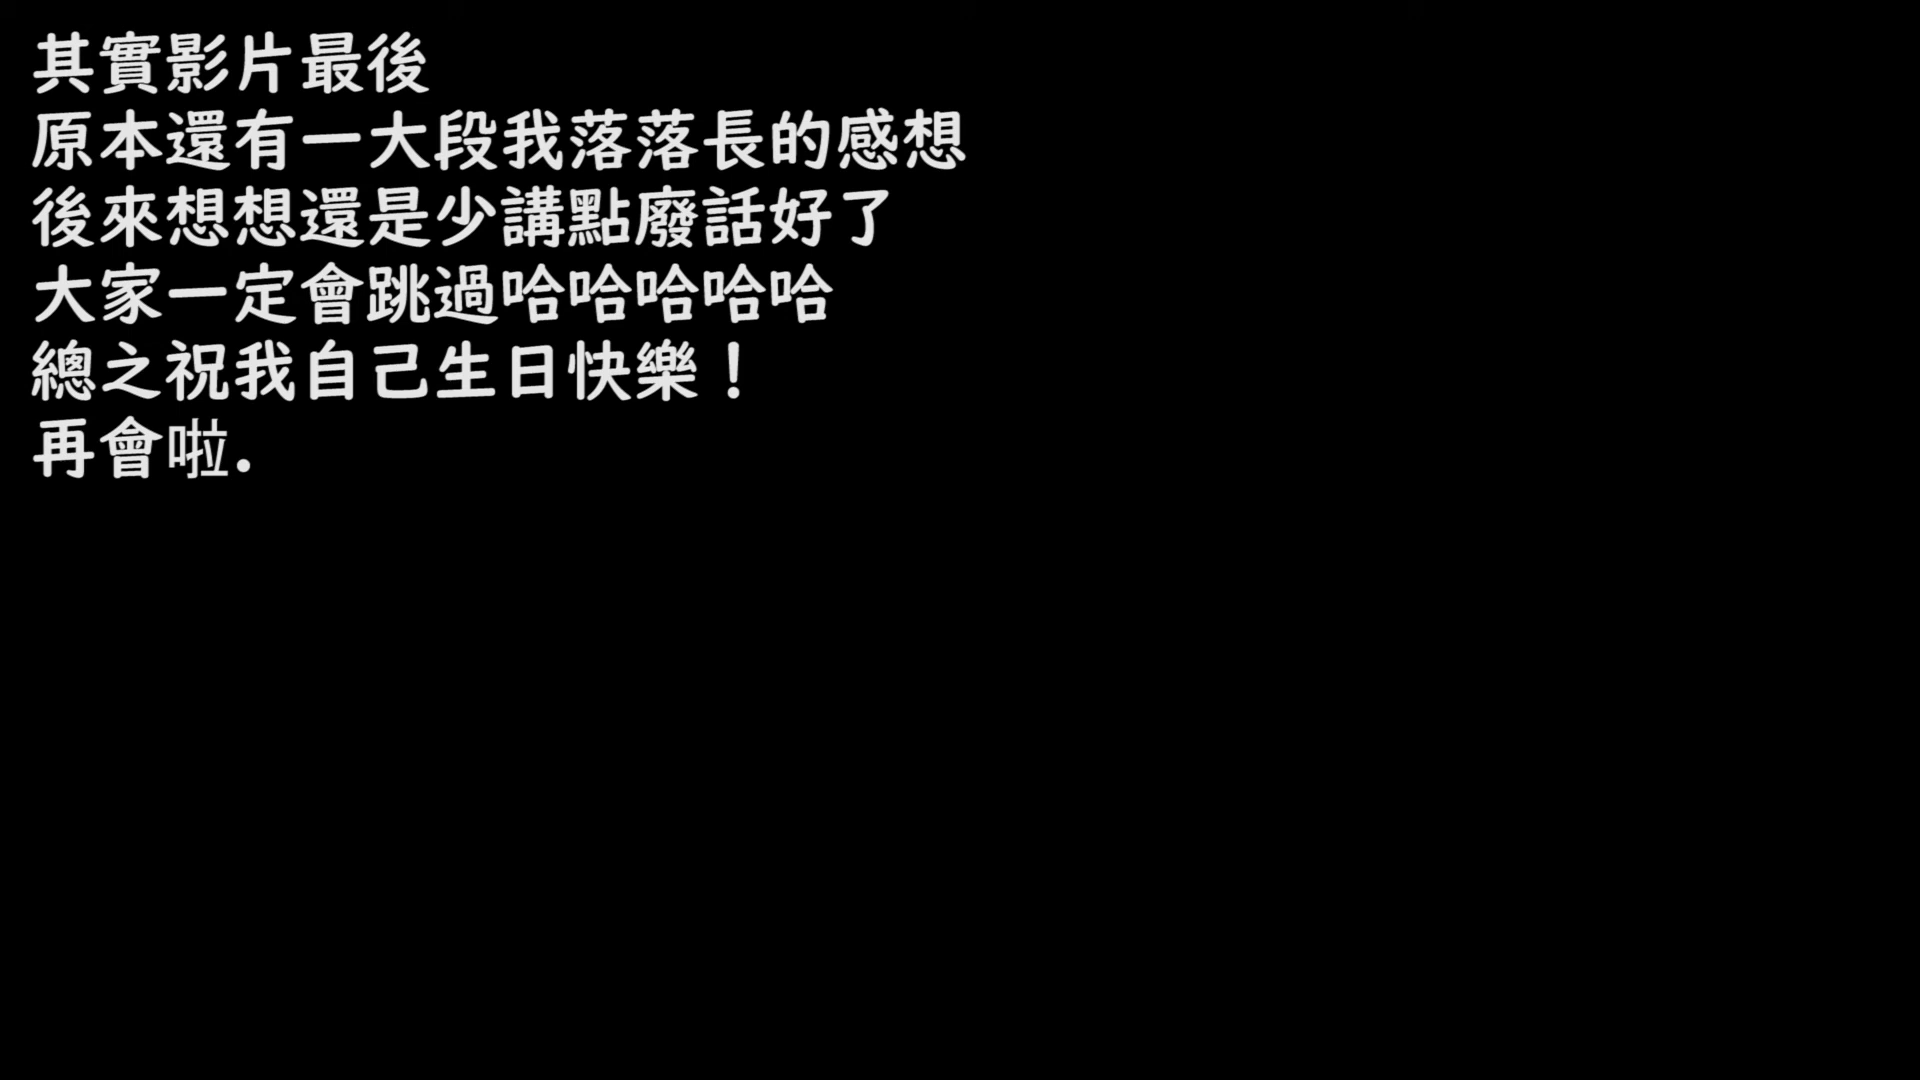 其實影片最後
原本還有一大段我落落長的感想
後來想想還是少講點廢話好了
大家一定會跳過哈哈哈哈哈
總之祝我自己生日快樂！
再會啦.